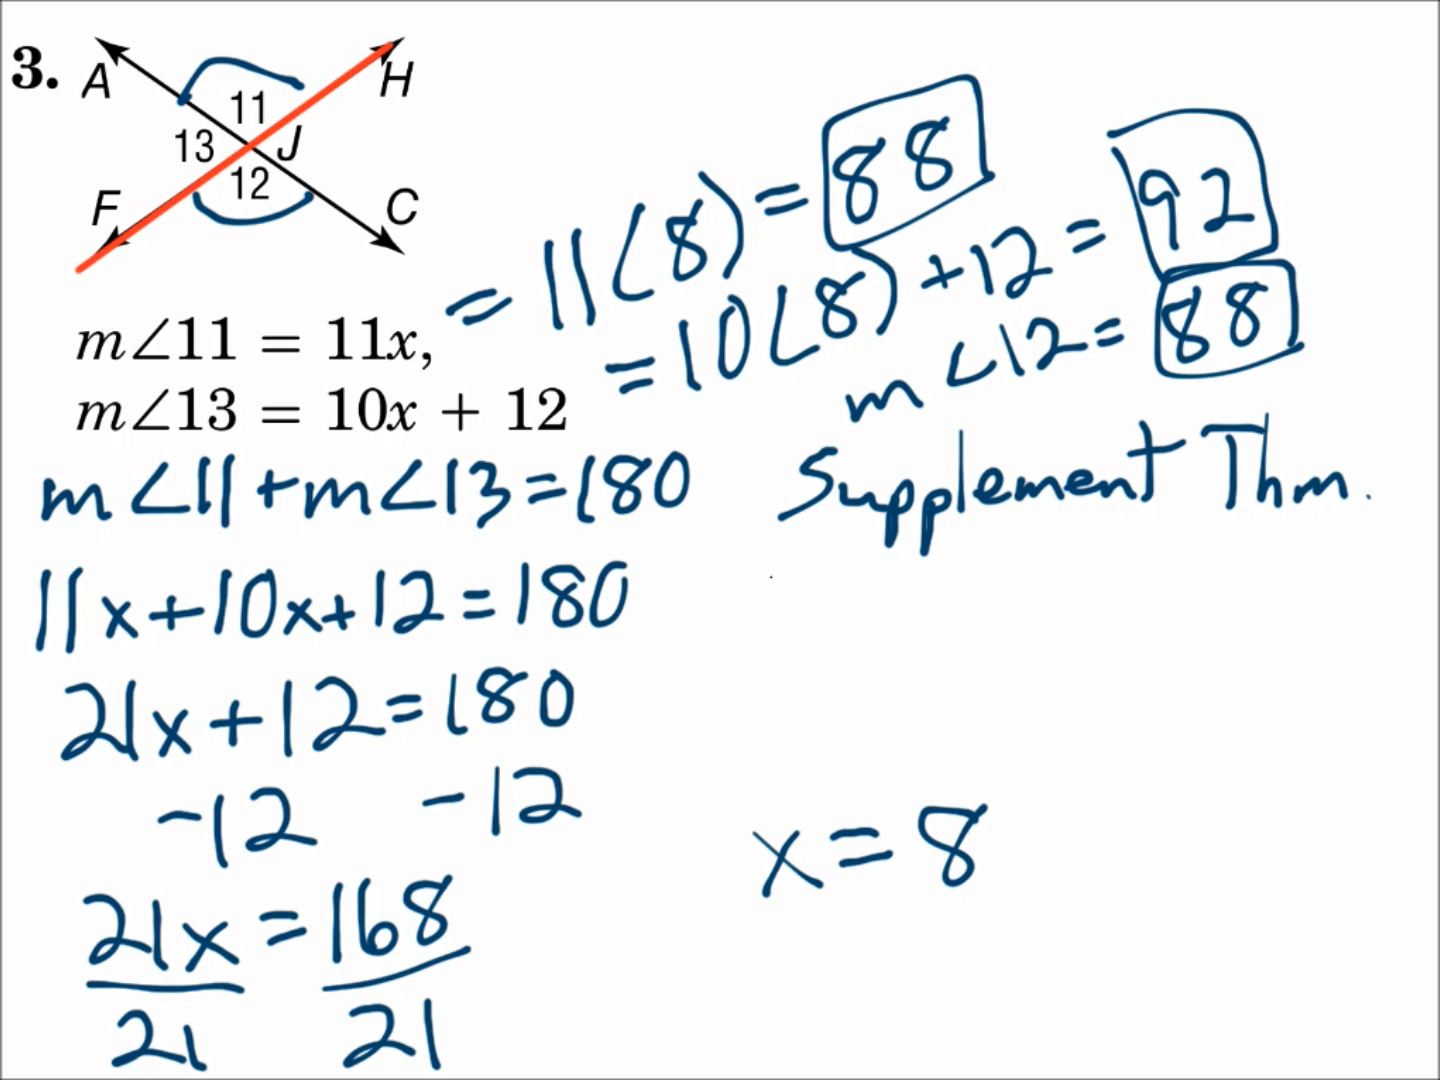 3.
A
H
11
13
J
12
F
C
m∠11 = 11x,
= 11(8) = 88
m∠13 = 10x + 12
= 10(8) + 12 = 92
m∠12 = 88
m∠11 + m∠13 = 180
Supplement Thm.
11x + 10x + 12 = 180
21x + 12 = 180
-12 -12
x = 8
21x = 168
21 21